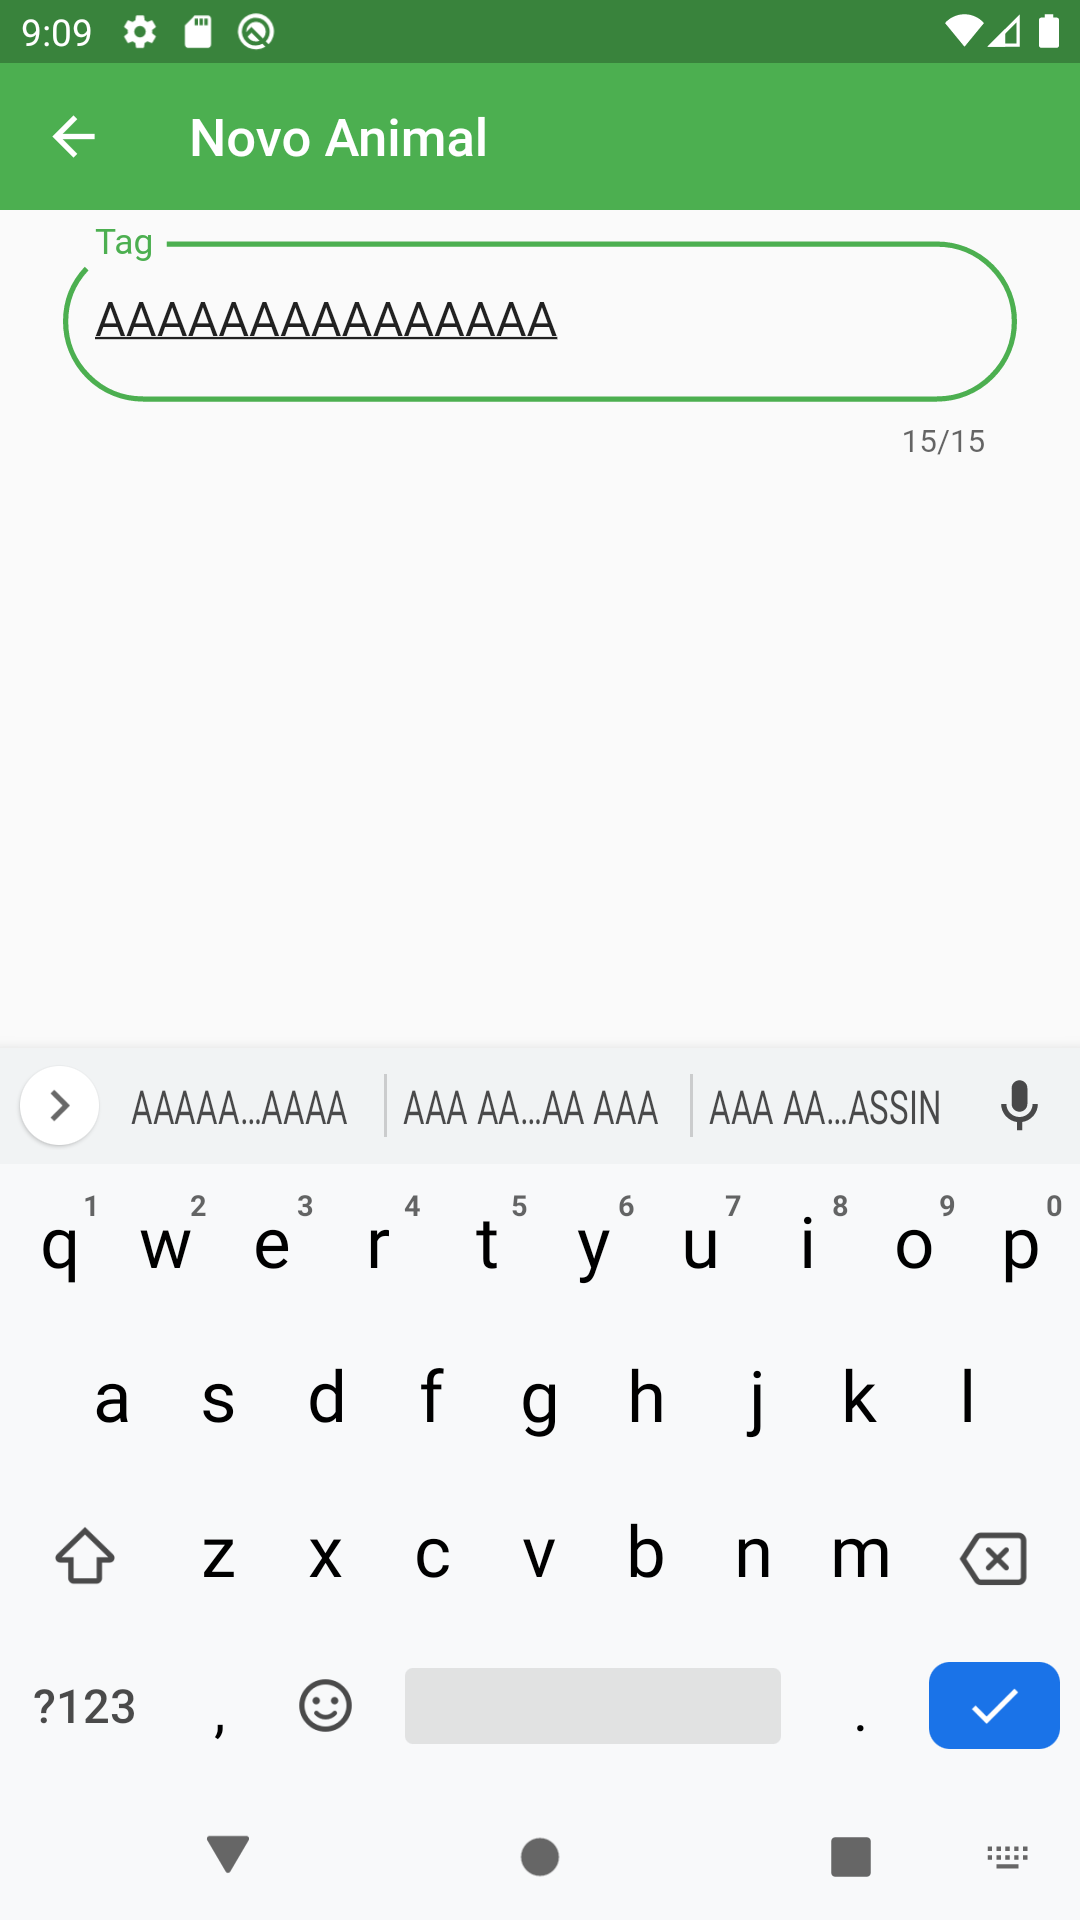 9:09
Novo Animal
Tag
AAAAAAAAAAAAAAA
15/15
AAAAA...AAAA AAA AA...AA AAA AAA AA...ASSIN
1 2 3 4 5 6 7 8 9 0
q w e r t y u i o p
a s d f g h j k l
z x c v b n m
?123 , .